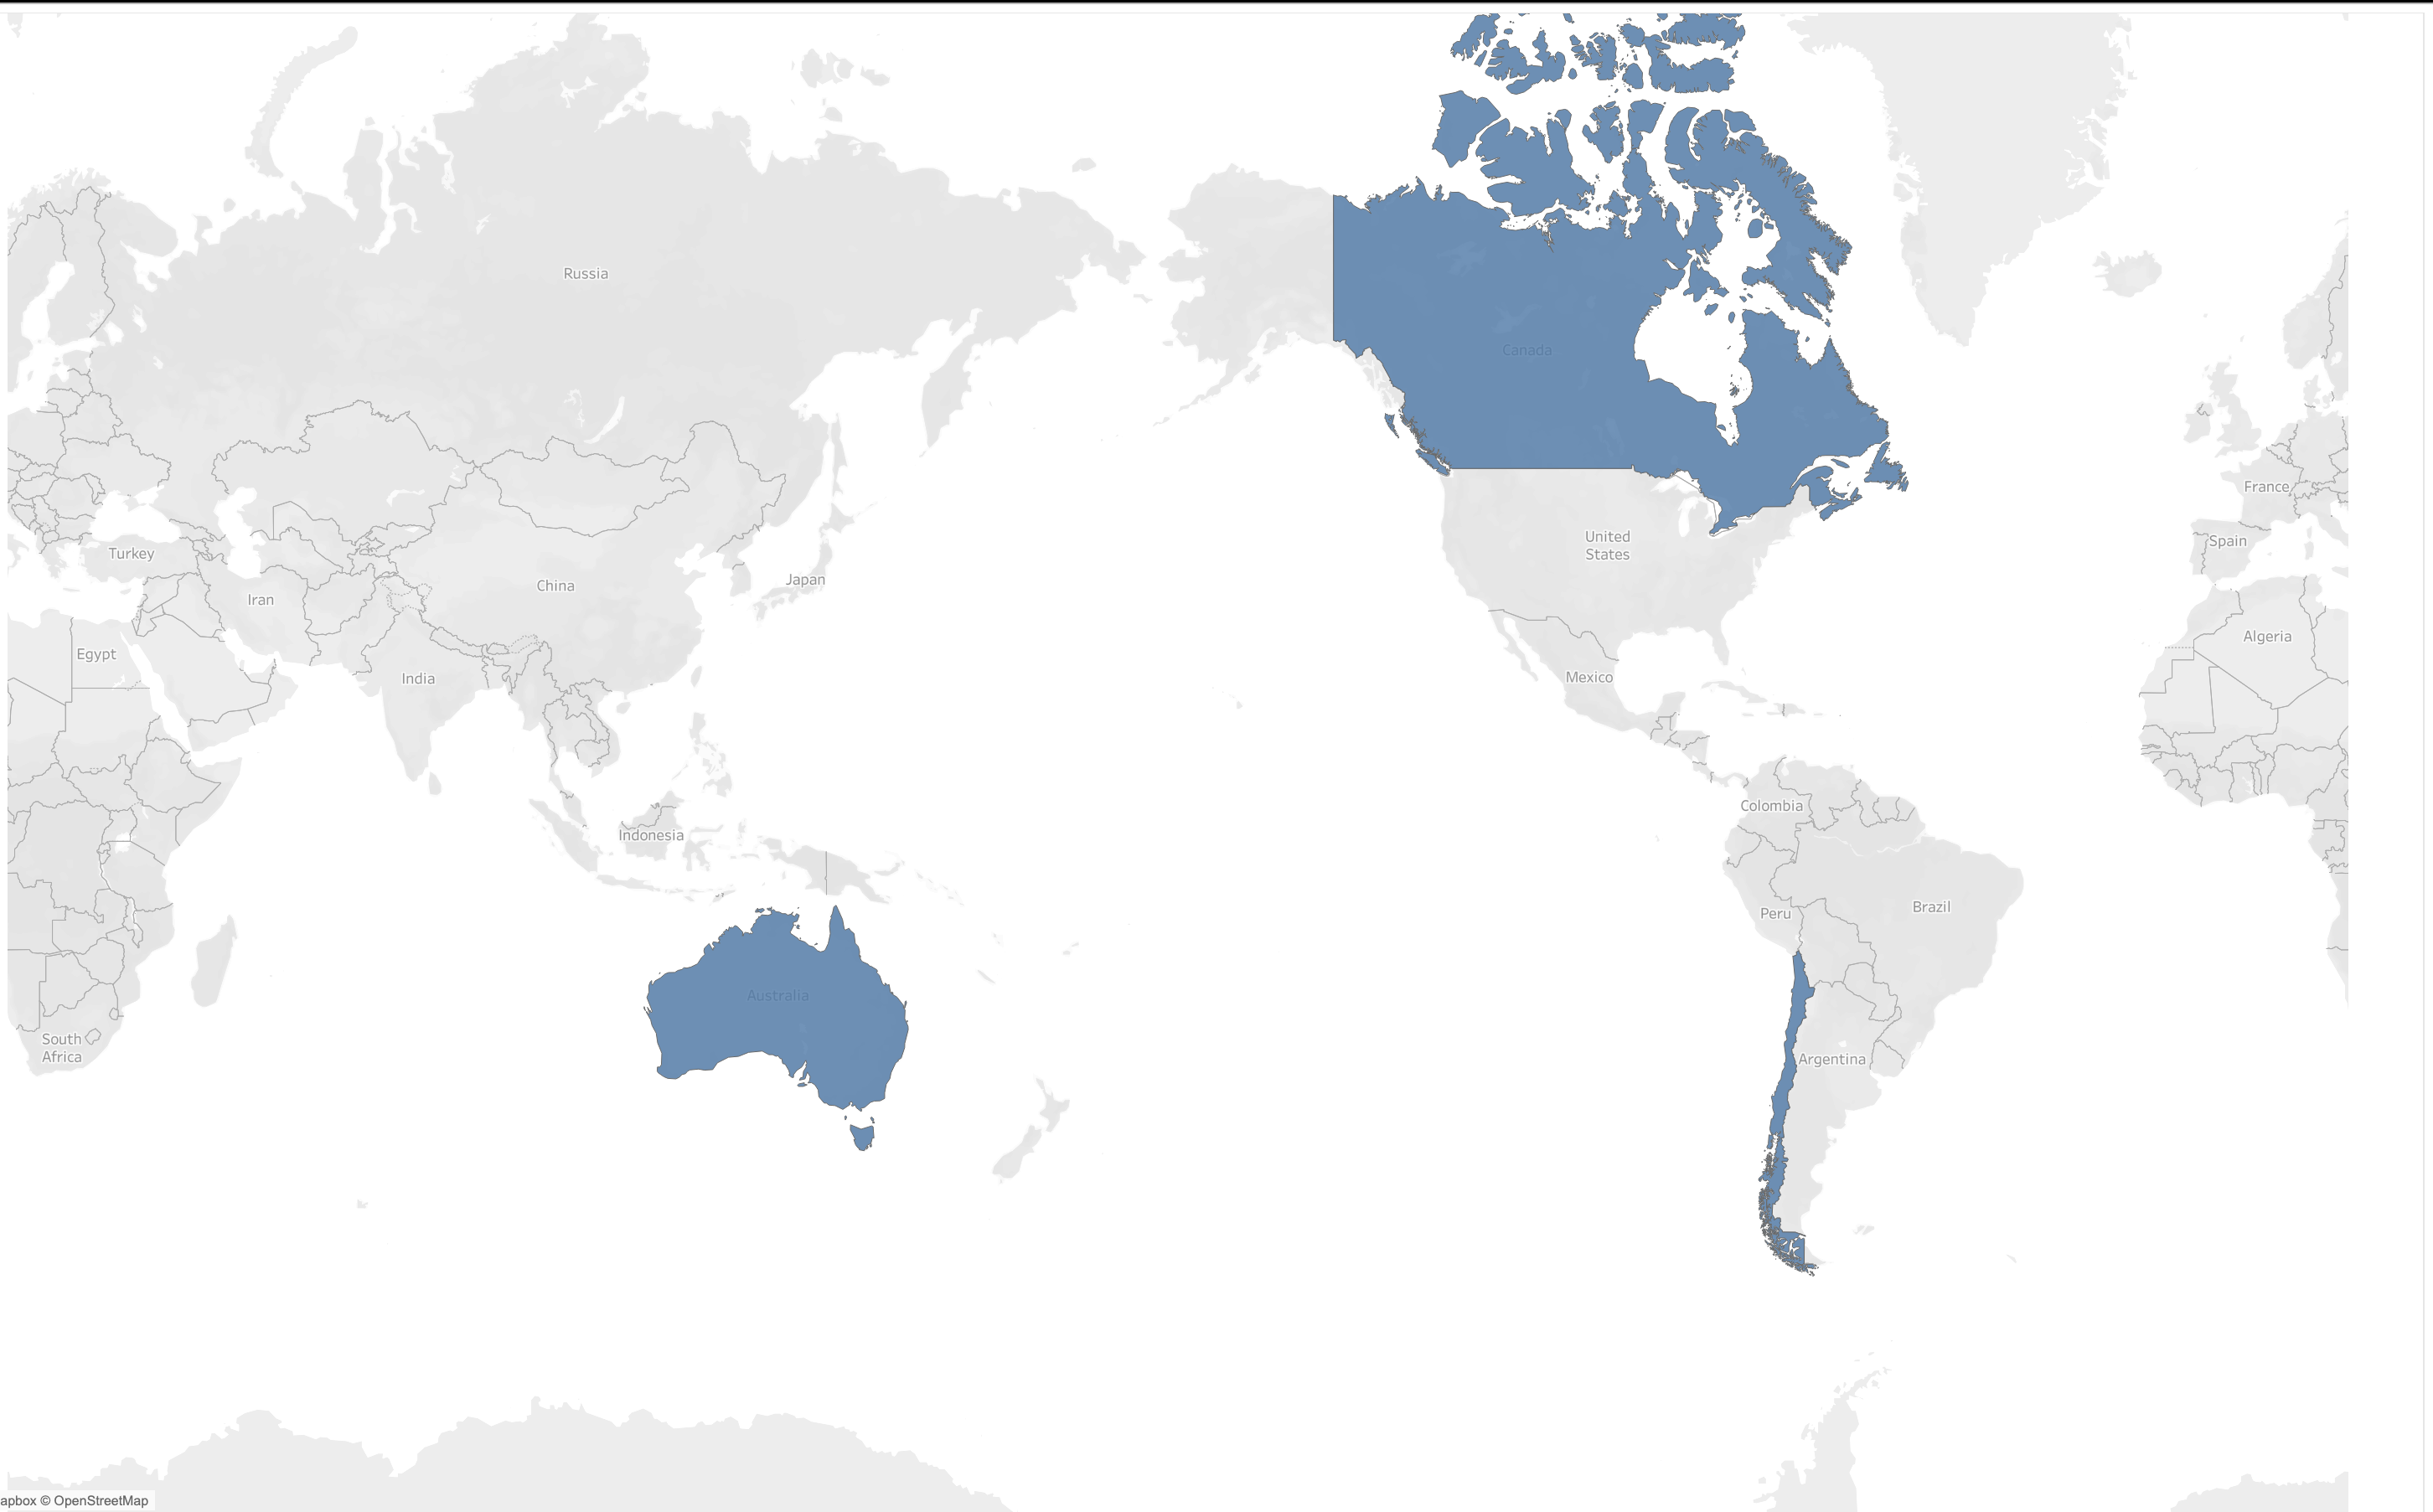 Russia
Canada
France
United
States
Spain
Turkey
Japan
China
Iran
Algeria
Egypt
Mexico
India
Colombia
Indonesia
Brazil
Peru
Australia
South
Africa
Argentina
apbox © OpenStreetMap